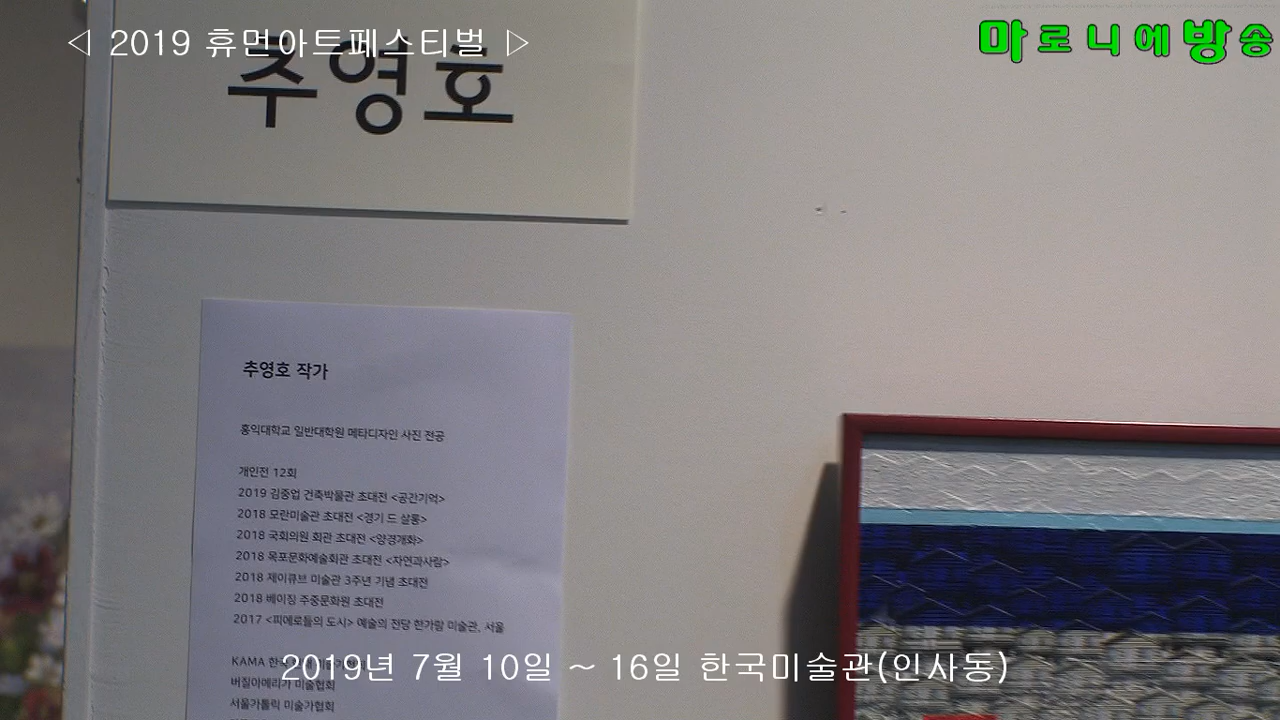 ◁ 2019 휴먼아트페스티벌 ▷
마로니에방송
추영호
추영호 작가
홍익대학교 일반대학원 메타디자인 사진 전공
개인전 12회
2019 김중업 건축박물관 초대전 <공간기억>
2018 모란미술관 초대전 <경기 드 살롱>
2018 국회의원 회관 초대전 <양경개화>
2018 목포문화예술회관 초대전 <자연과사람>
2018 제이큐브 미술관 3주년 기념 초대전
2018 베이징 주중문화원 초대전
2017 <피에로들의 도시> 예술의 전당 한가람 미술관, 서울
KAMA
버질아메리카 미술협회
서울가톨릭 미술가협회
2019년 7월 10일 ~ 16일 한국미술관(인사동)